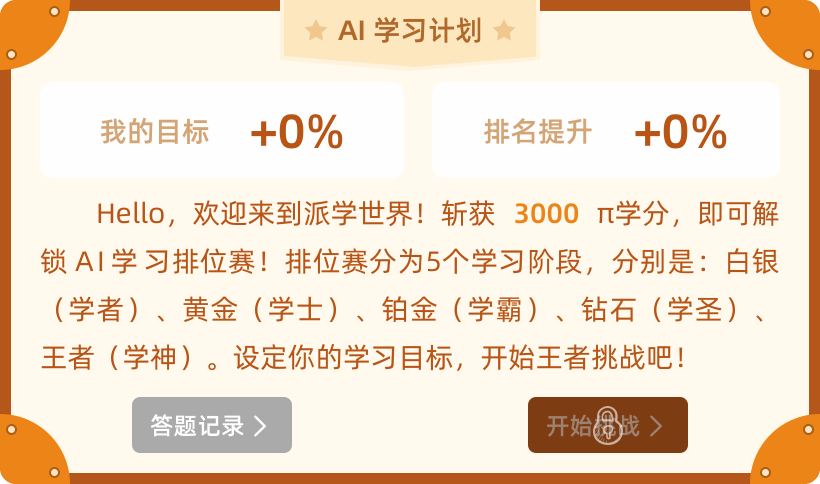 AI 学习计划
我的目标 +0% 排名提升 +0%
Hello，欢迎来到派学世界！斩获 3000 π学分，即可解
锁 AI 学 习排位赛！排位赛分为5个学习阶段，分别是：白银
（学者）、黄金（学士）、铂金（学霸）、钻石（学圣）、
王者（学神）。设定你的学习目标，开始王者挑战吧！
答题记录 > 开始挑战 >